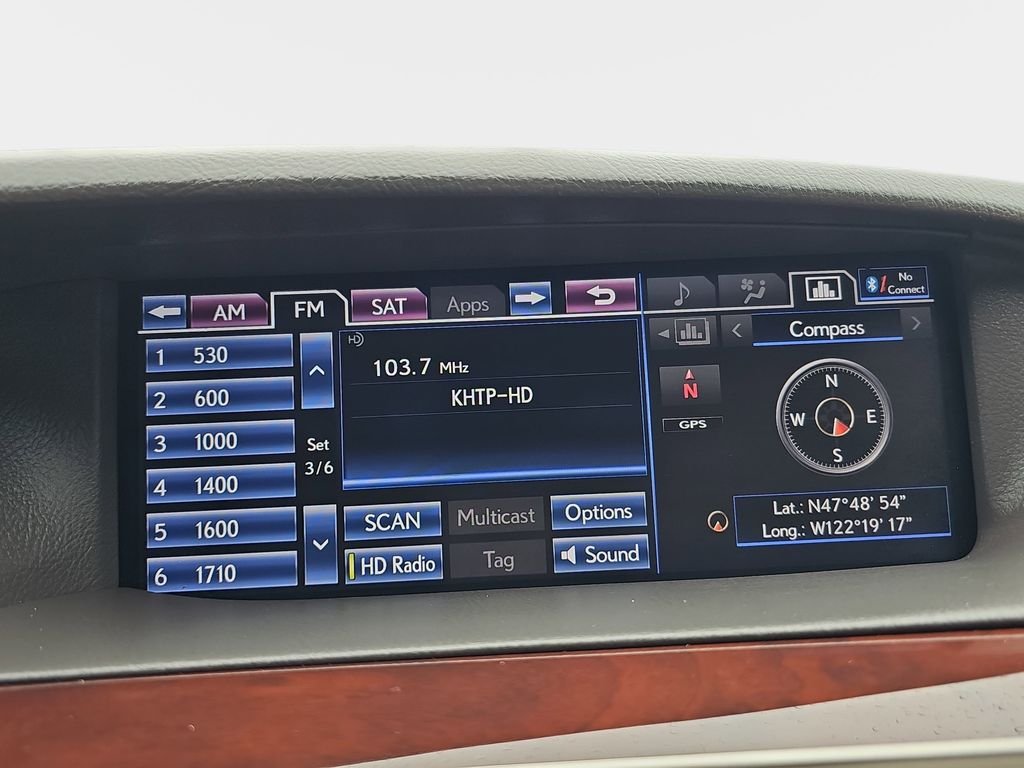 AM FM SAT Apps
No Connect
1 530
2 600
3 1000
4 1400
5 1600
6 1710
Set
3/6
HD
103.7 MHz
KHTP-HD
SCAN Multicast Options
HD Radio Tag Sound
Compass
N
GPS
N
W E
S
Lat.: N47°48' 54"
Long.: W122°19' 17"